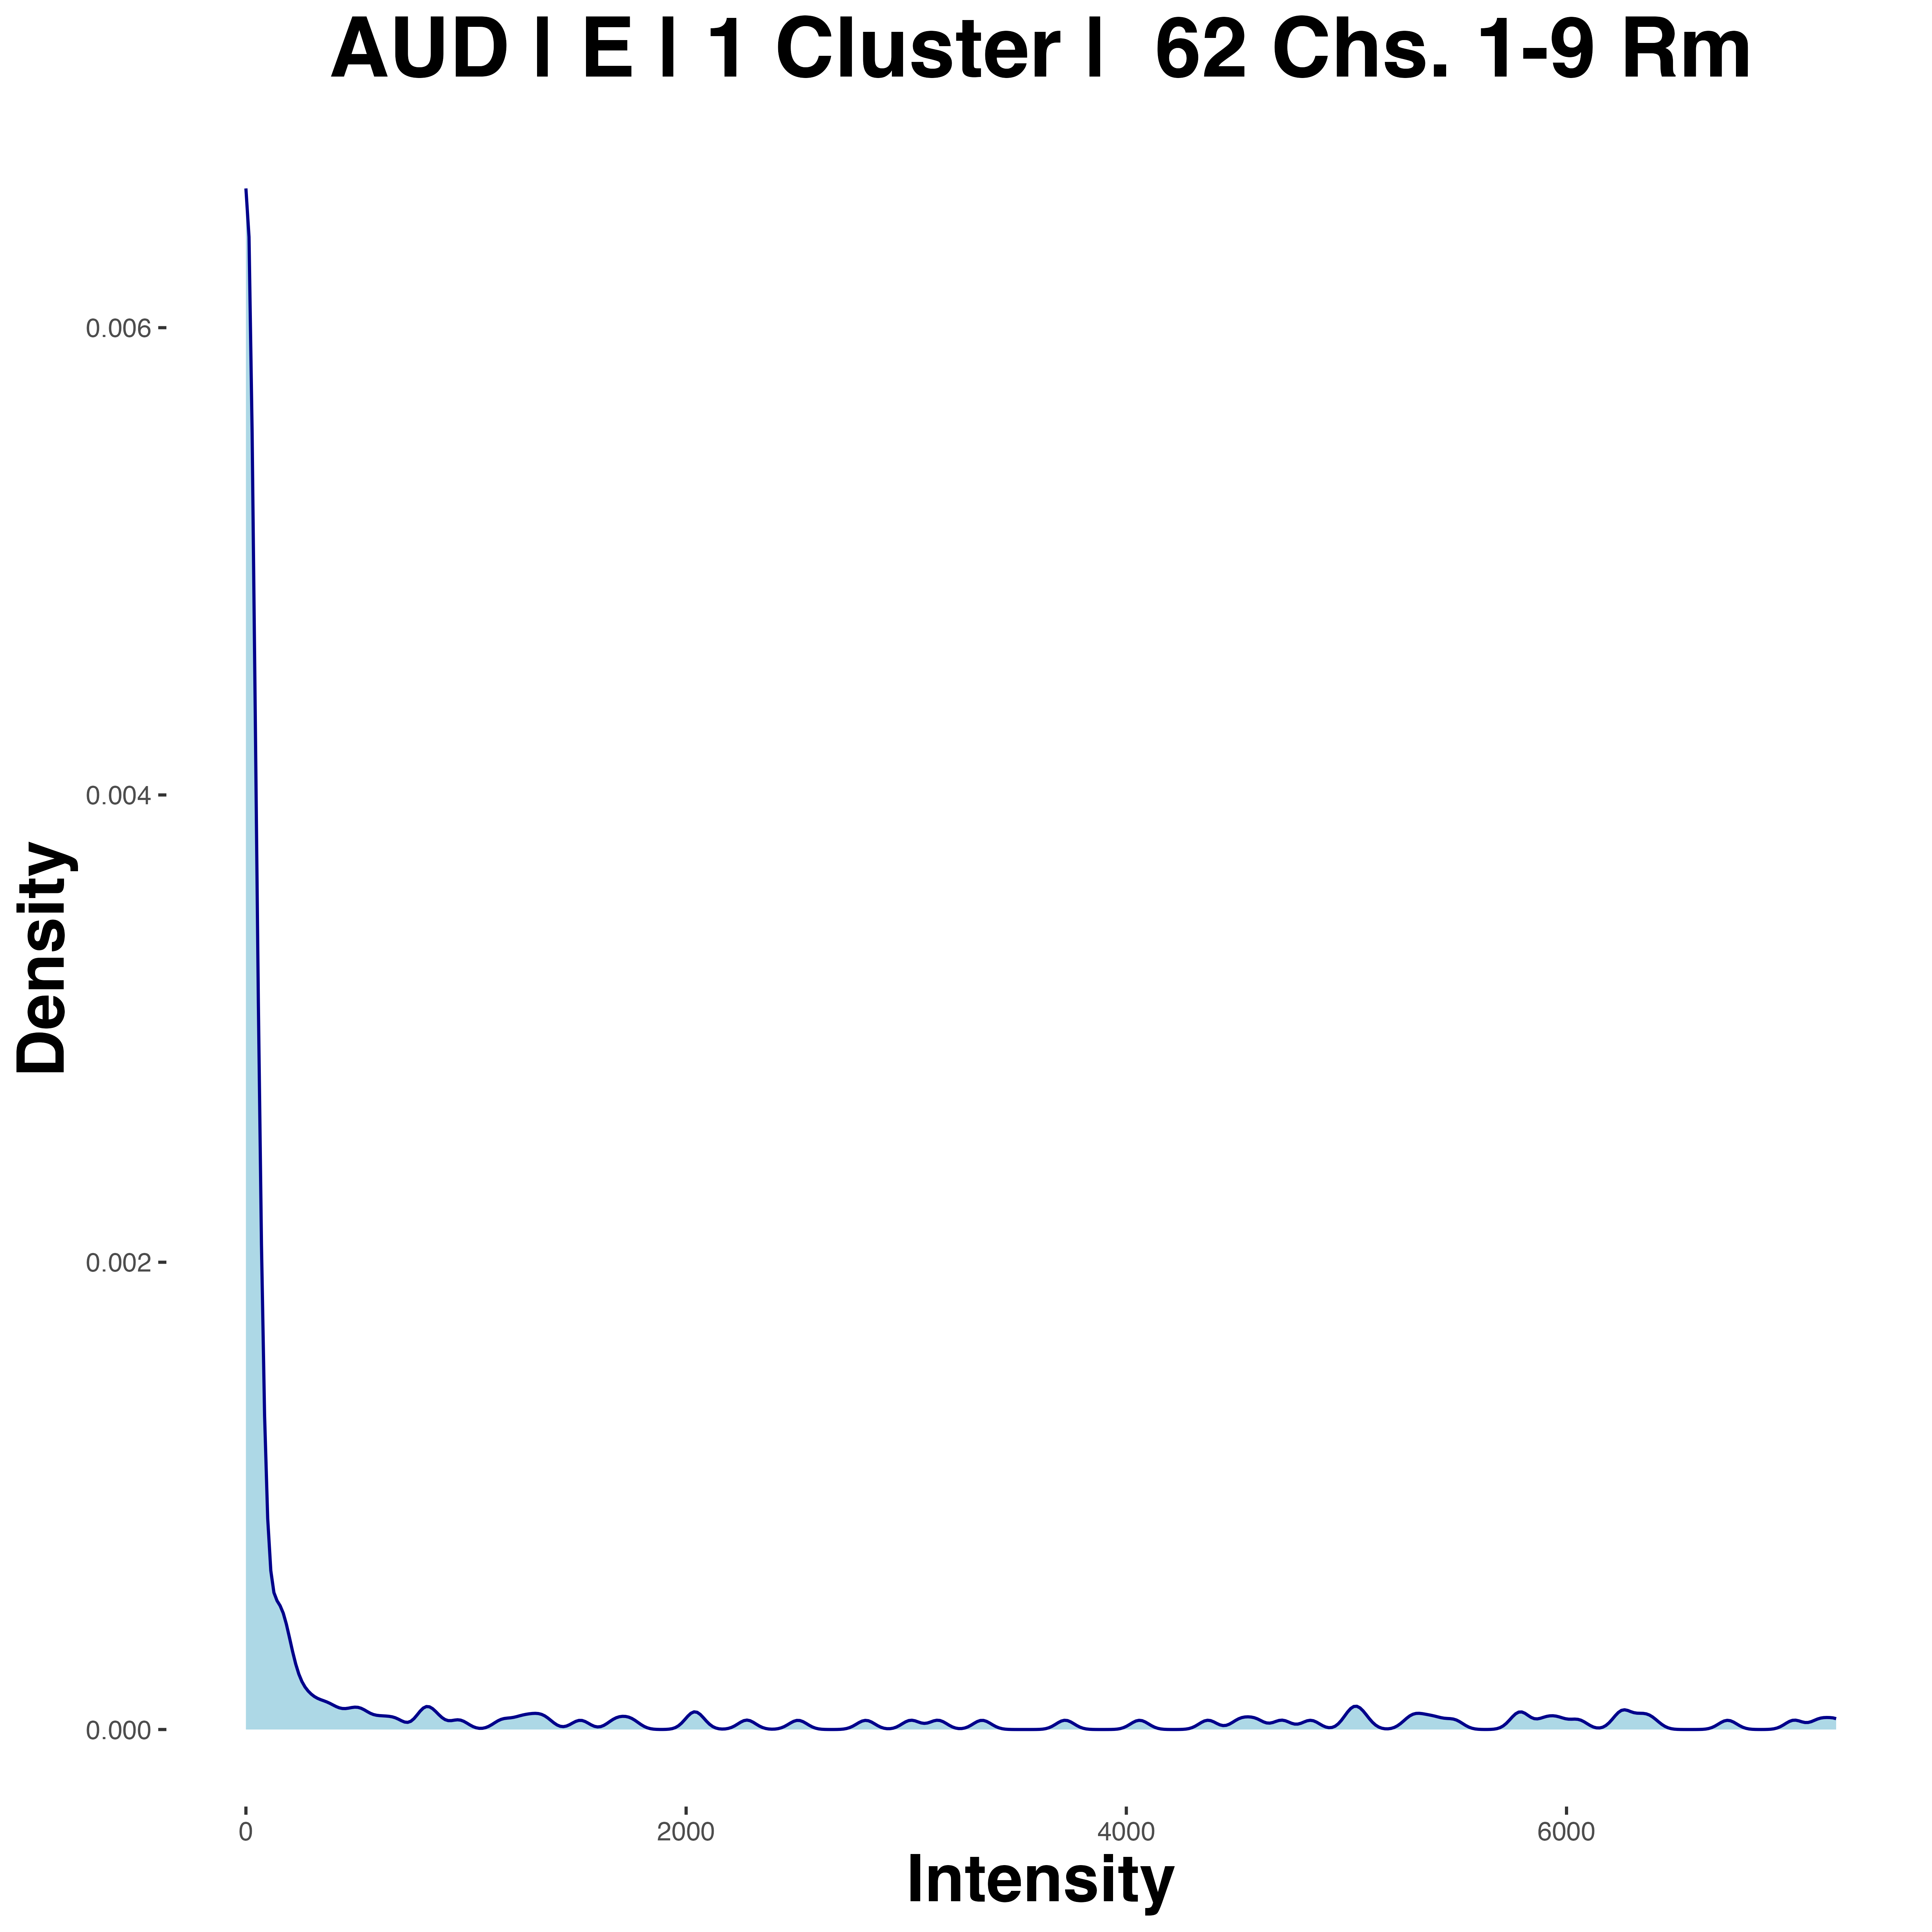 AUD | E | 1 Cluster | 62 Chs. 1-9 Rm
0.006
0.004
0.002
0.000
Density
0 2000 4000 6000
Intensity